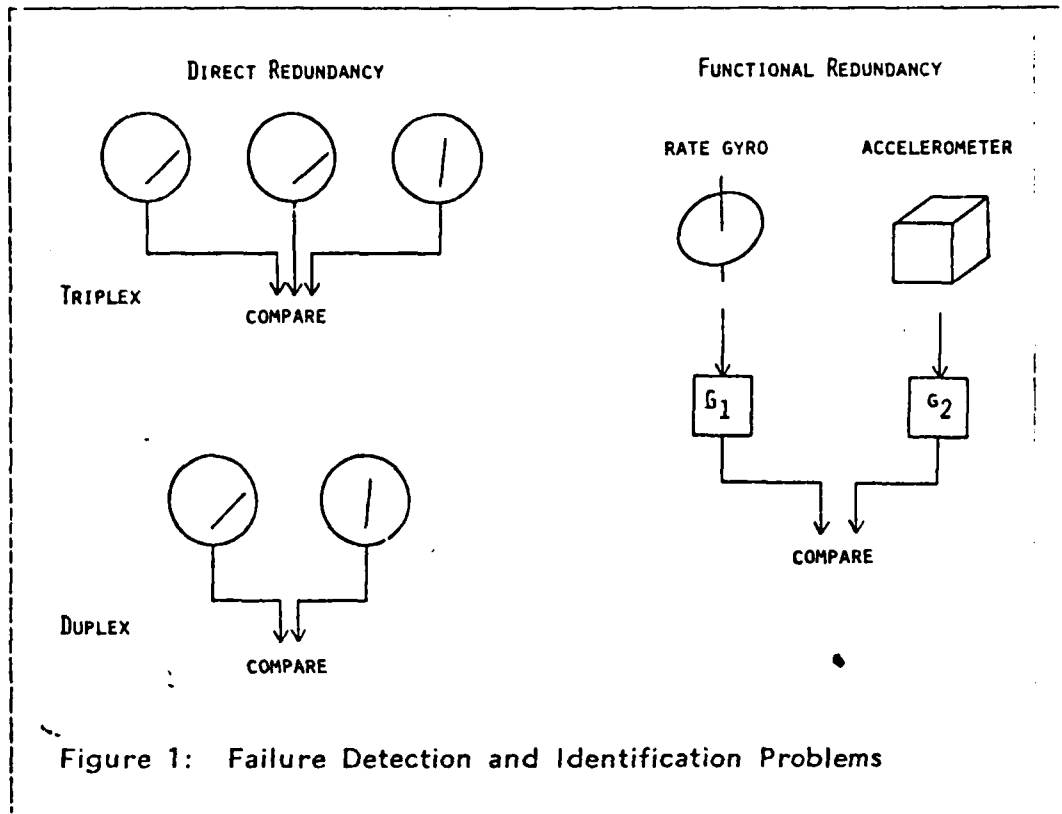 DIRECT REDUNDANCY
TRIPLEX
COMPARE
DUPLEX
COMPARE
FUNCTIONAL REDUNDANCY
RATE GYRO
ACCELEROMETER
G1
G2
COMPARE
Figure 1: Failure Detection and Identification Problems